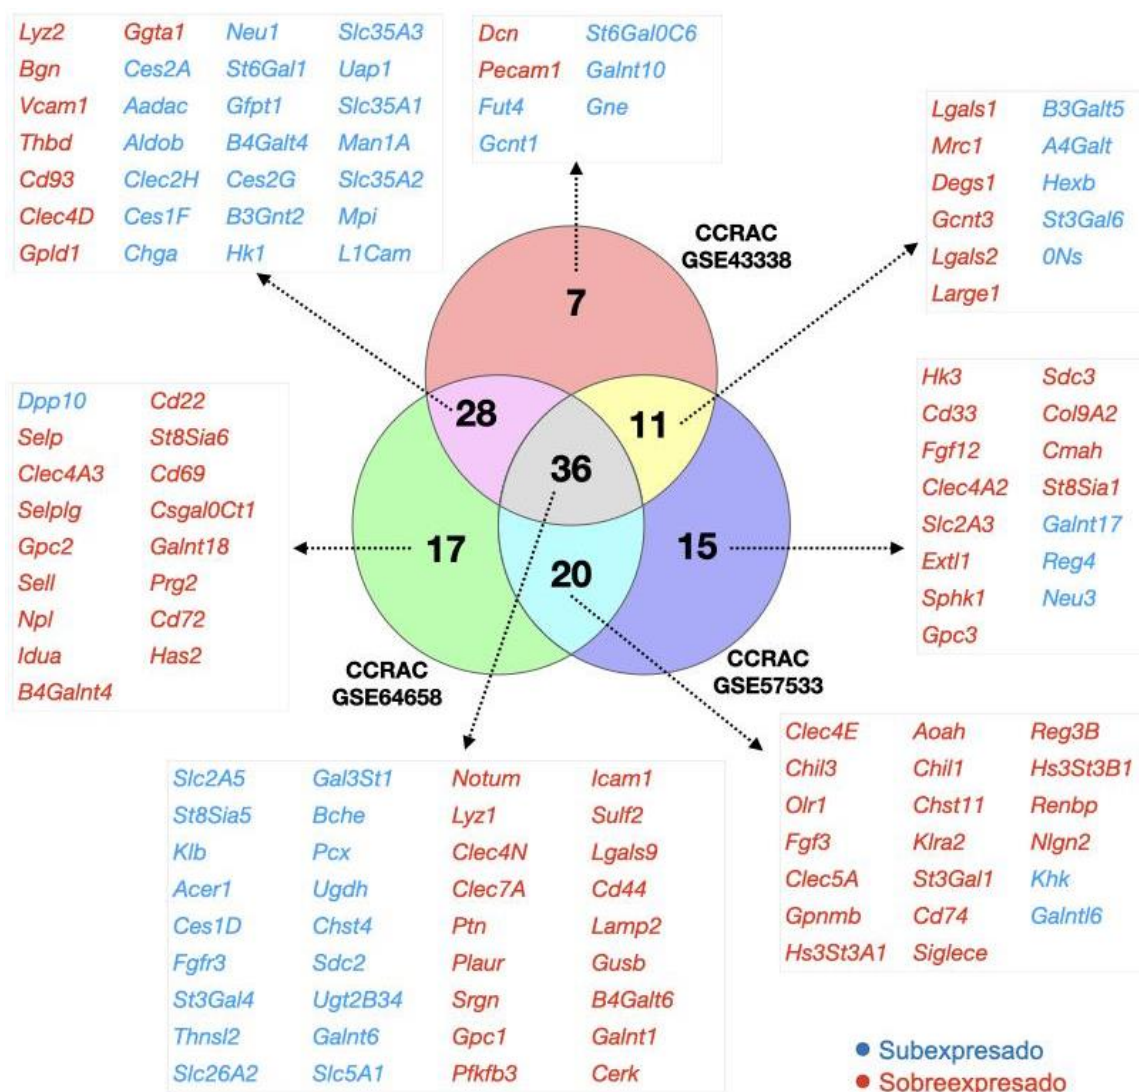 Lyz2 Ggta1 Neu1 Slc35A3
Bgn Ces2A St6Gal1 Uap1
Vcam1 Aadac Gfpt1 Slc35A1
Thbd Aldob B4Galt4 Man1A
Cd93 Clec2H Ces2G Slc35A2
Clec4D Ces1F B3Gnt2 Mpi
Gpld1 Chga Hk1 L1Cam
Dcn St6Gal0C6
Pecam1 Galnt10
Fut4 Gne
Gcnt1
Lgals1 B3Galt5
Mrc1 A4Galt
Degs1 Hexb
Gcnt3 St3Gal6
Lgals2 0Ns
Large1
CCRAC
GSE43338
7
28
11
36
17
20
15
Dpp10 Cd22
Selp St8Sia6
Clec4A3 Cd69
Selplg Csgal0Ct1
Gpc2 Galnt18
Sell Prg2
Npl Cd72
Idua Has2
B4Galnt4
Hk3 Sdc3
Cd33 Col9A2
Fgf12 Cmah
Clec4A2 St8Sia1
Slc2A3 Galnt17
Extl1 Reg4
Sphk1 Neu3
Gpc3
CCRAC
GSE64658
CCRAC
GSE57533
Slc2A5 Gal3St1 Notum Icam1
St8Sia5 Bche Lyz1 Sulf2
Klb Pcx Clec4N Lgals9
Acer1 Ugdh Clec7A Cd44
Ces1D Chst4 Ptn Lamp2
Fgfr3 Sdc2 Plaur Gusb
St3Gal4 Ugt2B34 Srgn B4Galt6
Thnsl2 Galnt6 Gpc1 Galnt1
Slc26A2 Slc5A1 Pfkfb3 Cerk
Clec4E Aoah Reg3B
Chil3 Chil1 Hs3St3B1
Olr1 Chst11 Renbp
Fgf3 Klra2 Nlgn2
Clec5A St3Gal1 Khk
Gpnmb Cd74 Galntl6
Hs3St3A1 Siglece
Subexpresado
Sobreexpresado